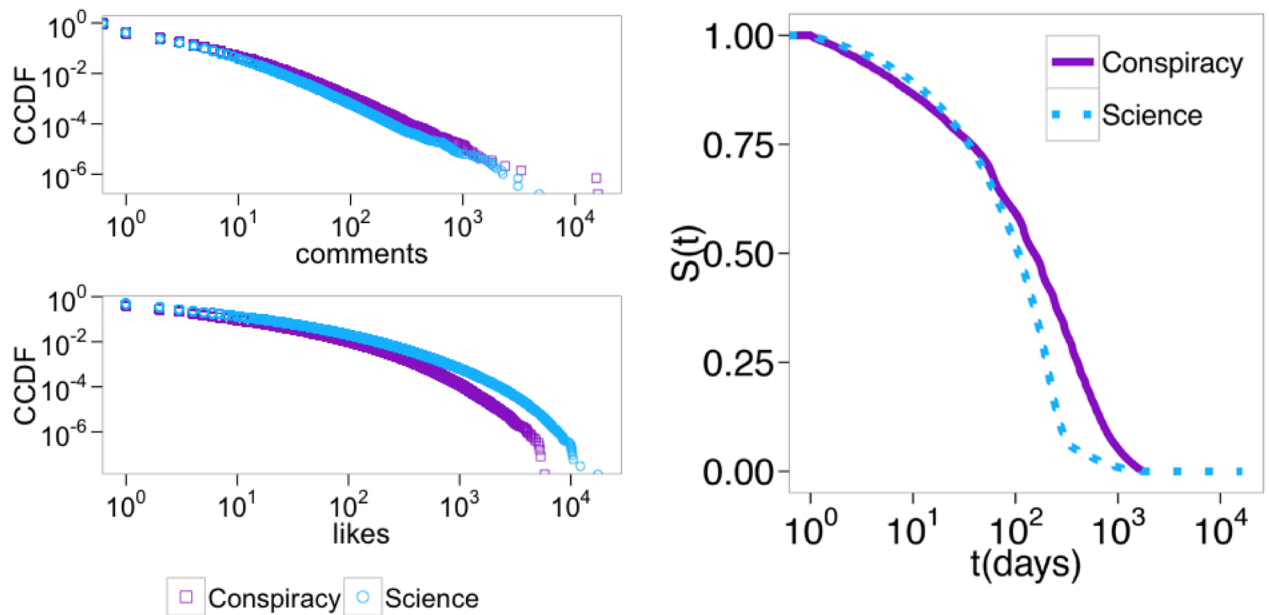 CCDF
10^0
10^-2
10^-4
10^-6
10^0 10^1 10^2 10^3 10^4
comments
CCDF
10^0
10^-2
10^-4
10^-6
10^0 10^1 10^2 10^3 10^4
likes
Conspiracy Science
S(t)
1.00
0.75
0.50
0.25
0.00
Conspiracy
Science
10^0 10^1 10^2 10^3 10^4
t(days)